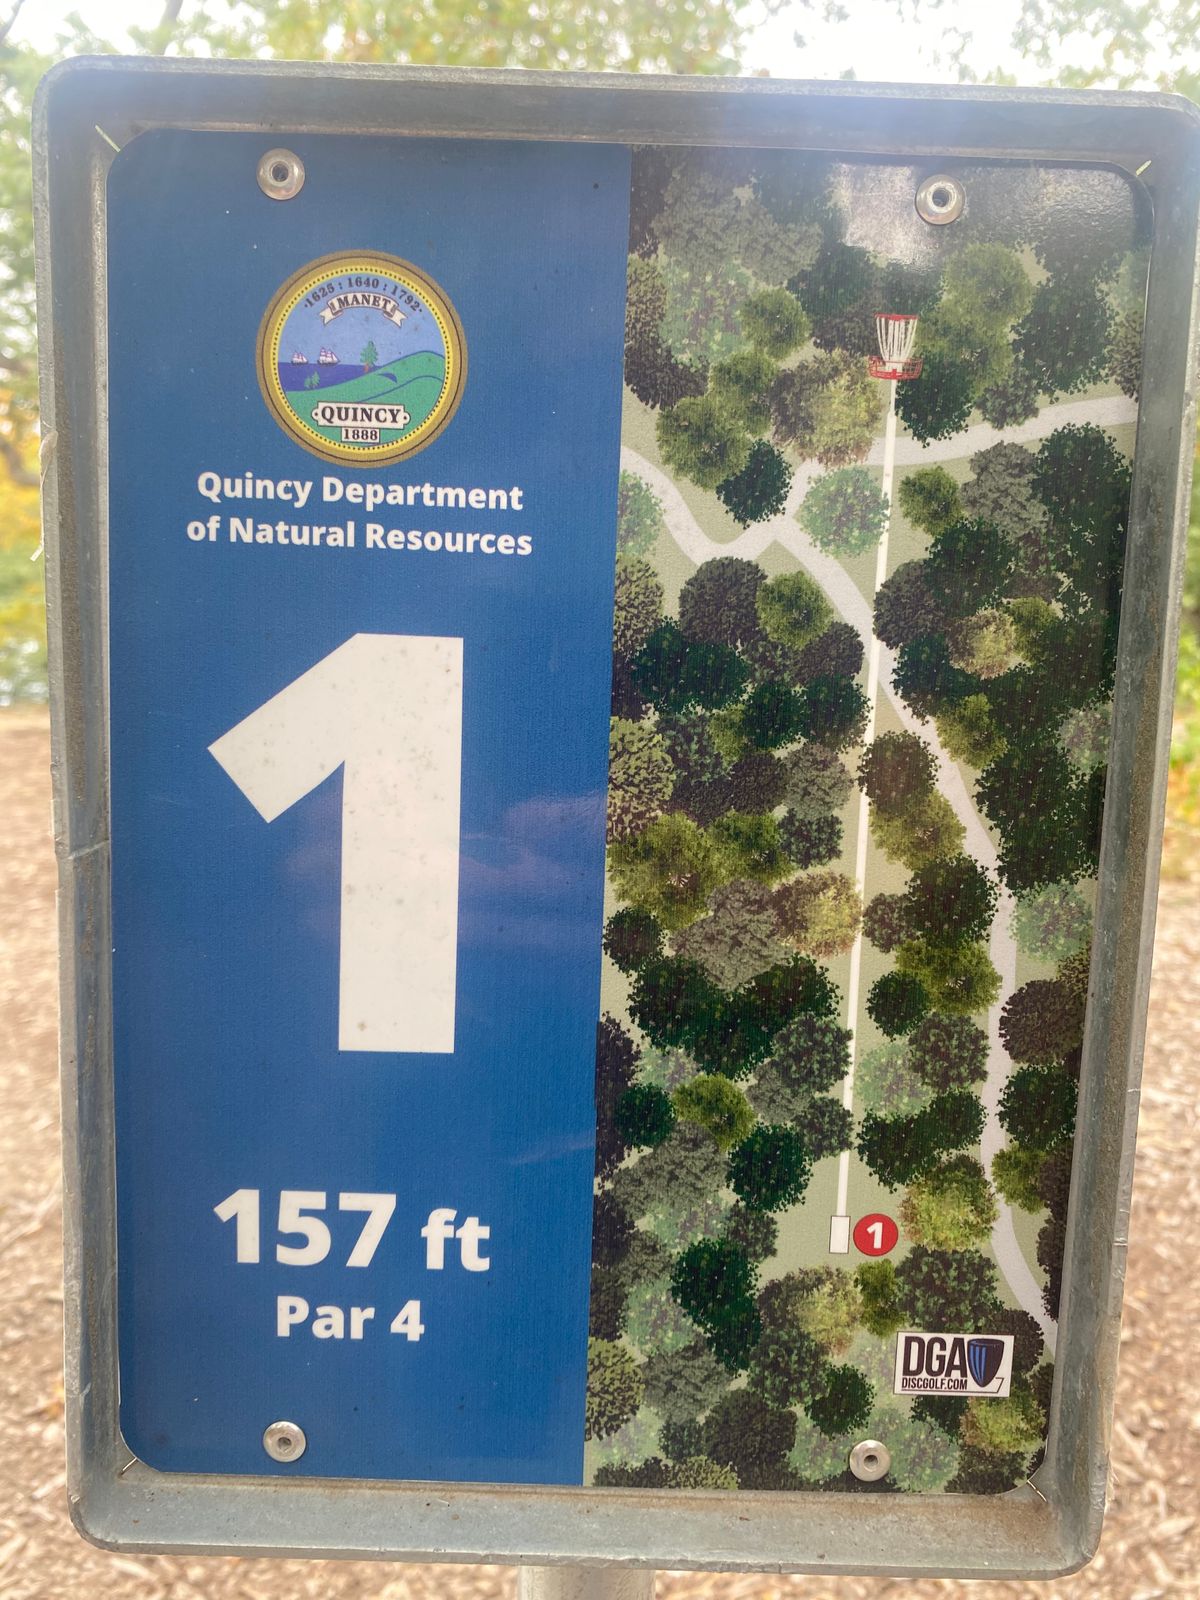 1625 : 1640 : 1792
MANET
QUINCY
1888
Quincy Department
of Natural Resources
1
157 ft
Par 4
1
DGA
DISCGOLF.COM